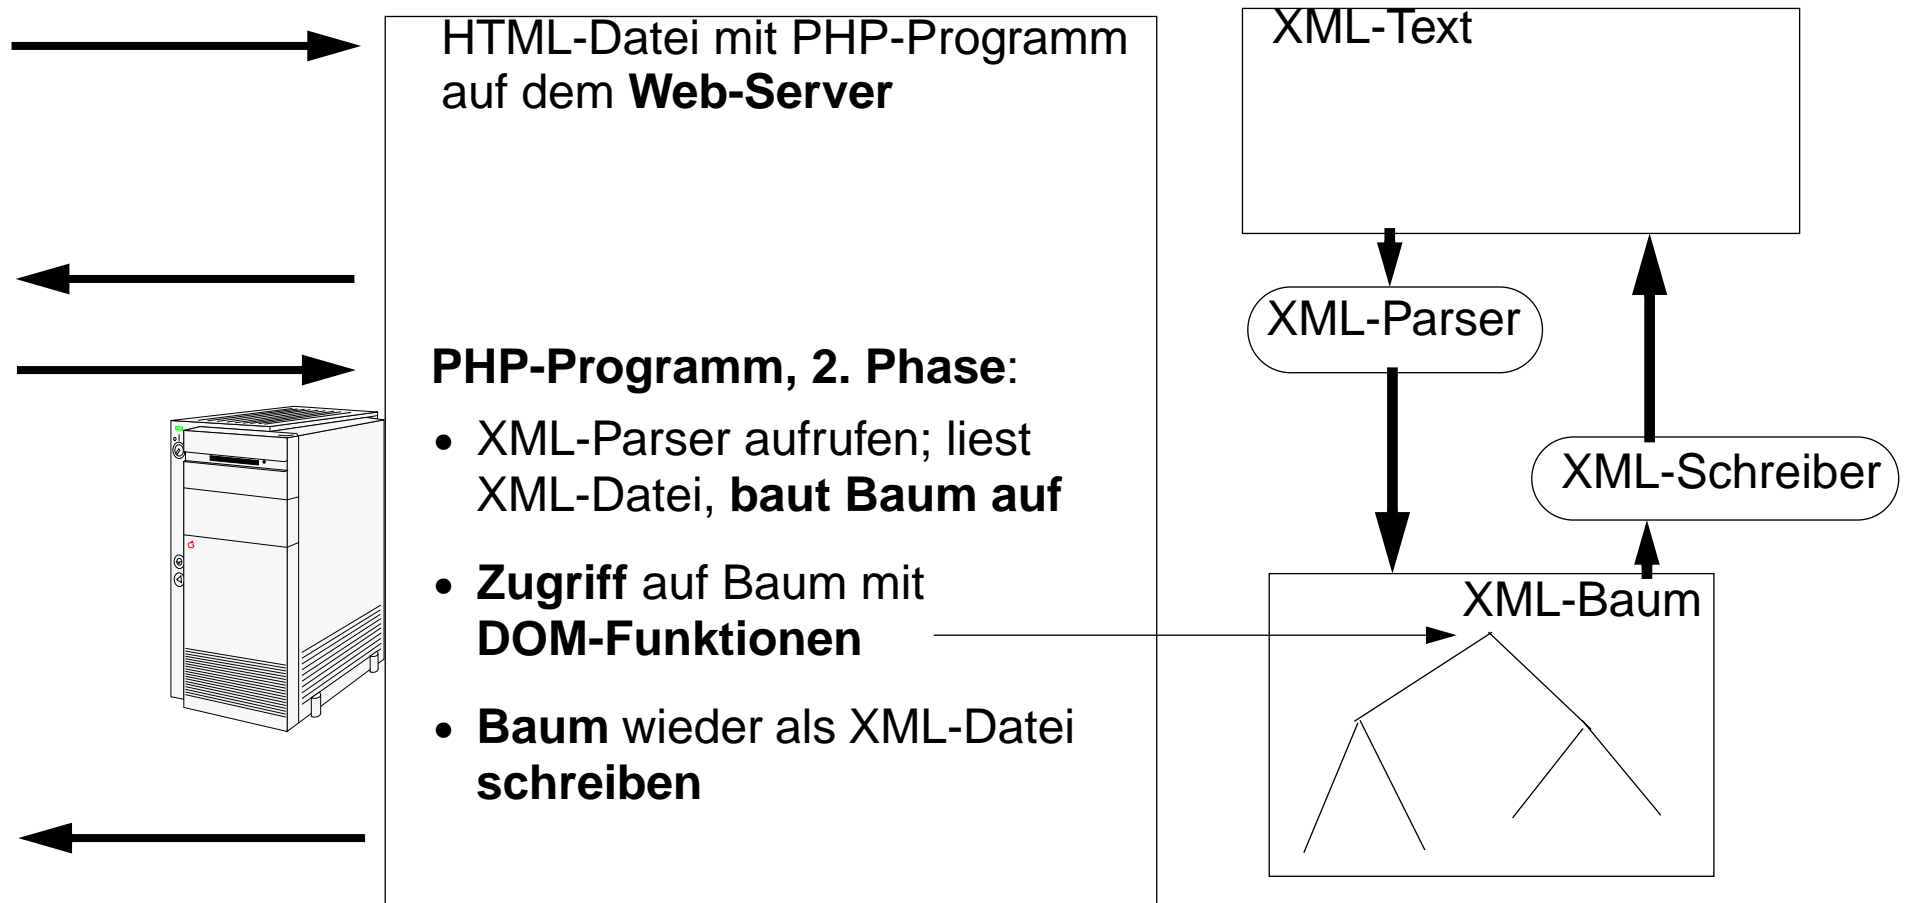 HTML-Datei mit PHP-Programm
auf dem Web-Server
PHP-Programm, 2. Phase:
• XML-Parser aufrufen; liest
XML-Datei, baut Baum auf
• Zugriff auf Baum mit
DOM-Funktionen
• Baum wieder als XML-Datei
schreiben
XML-Text
XML-Parser
XML-Schreiber
XML-Baum